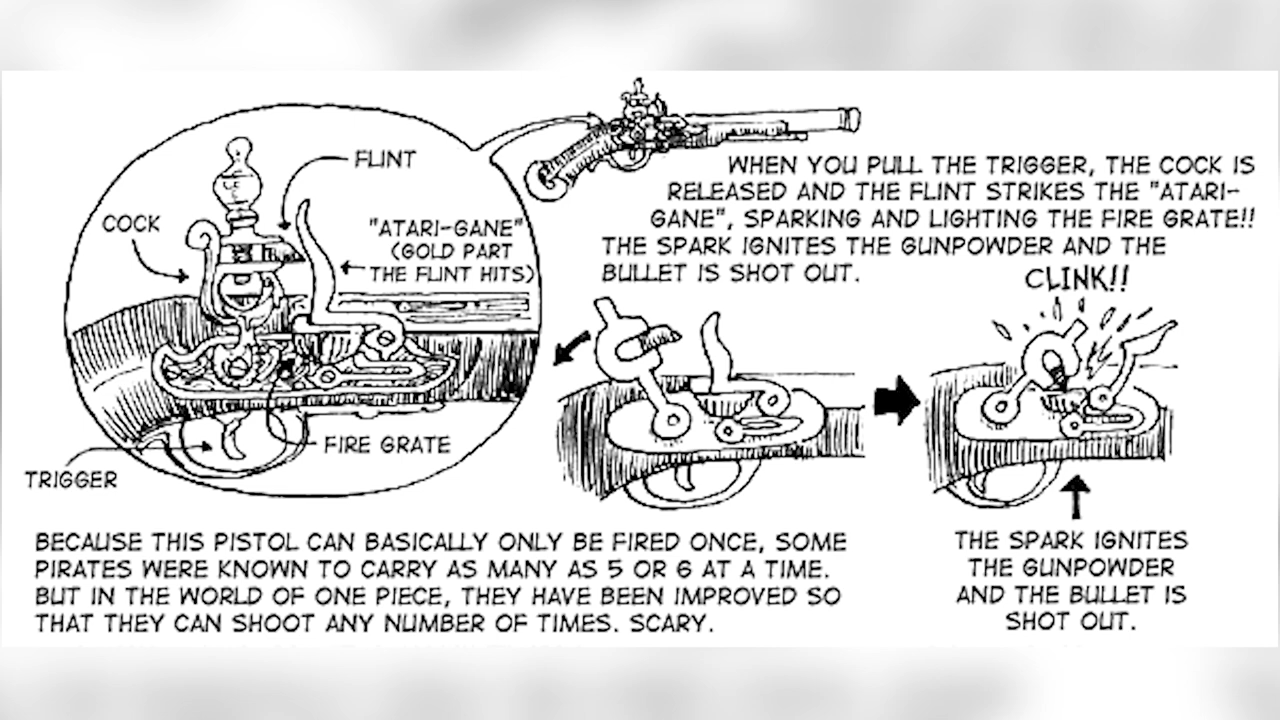 FLINT
COCK
"ATARI-GANE"
(GOLD PART
THE FLINT HITS)
FIRE GRATE
TRIGGER
WHEN YOU PULL THE TRIGGER, THE COCK IS
RELEASED AND THE FLINT STRIKES THE "ATARI-
GANE", SPARKING AND LIGHTING THE FIRE GRATE!!
THE SPARK IGNITES THE GUNPOWDER AND THE
BULLET IS SHOT OUT.
CLINK!!
THE SPARK IGNITES
THE GUNPOWDER
AND THE BULLET IS
SHOT OUT.
BECAUSE THIS PISTOL CAN BASICALLY ONLY BE FIRED ONCE, SOME
PIRATES WERE KNOWN TO CARRY AS MANY AS 5 OR 6 AT A TIME.
BUT IN THE WORLD OF ONE PIECE, THEY HAVE BEEN IMPROVED SO
THAT THEY CAN SHOOT ANY NUMBER OF TIMES. SCARY.